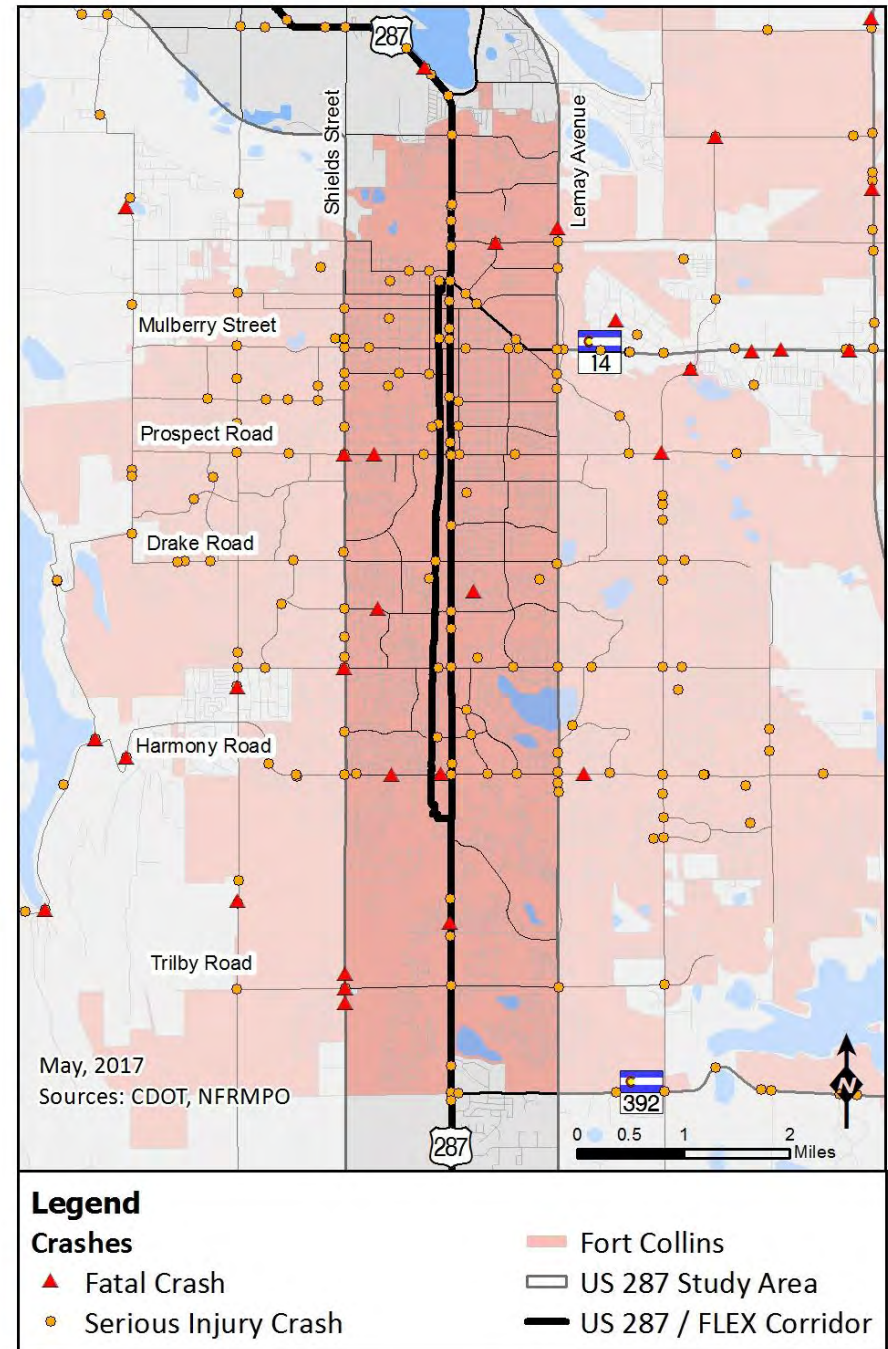 287
Shields Street
Lemay Avenue
Mulberry Street
C
14
Prospect Road
Drake Road
Harmony Road
Trilby Road
May, 2017
Sources: CDOT, NFRMPO
C
392
N
287
0 0.5 1 2
Miles
Legend
Crashes
Fatal Crash
Serious Injury Crash
Fort Collins
US 287 Study Area
US 287 / FLEX Corridor